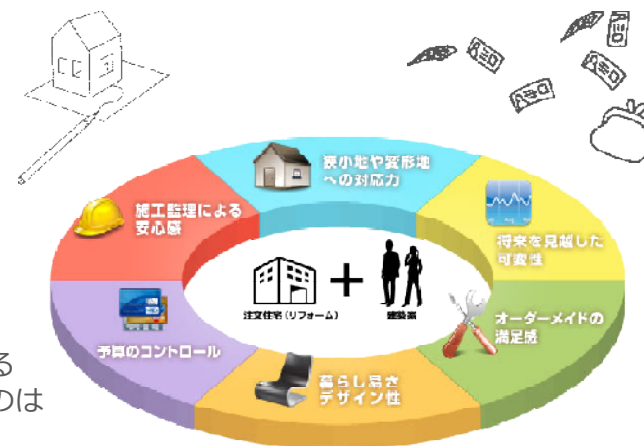 狭小地や変形地
への対応力
施工監理による
安心感
将来を見越した
可変性
注文住宅(リフォーム)
建築家
予算のコントロール
オーダーメイドの
満足感
暮らし易さ
デザイン性
る
のは